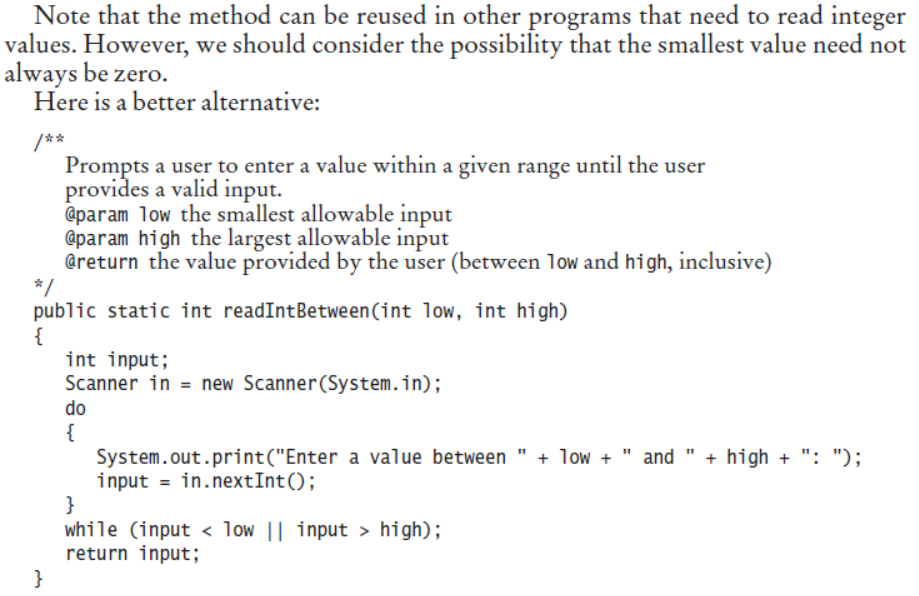 Note that the method can be reused in other programs that need to read integer
values. However, we should consider the possibility that the smallest value need not
always be zero.
Here is a better alternative:
/**
Prompts a user to enter a value within a given range until the user
provides a valid input.
@param low the smallest allowable input
@param high the largest allowable input
@return the value provided by the user (between low and high, inclusive)
*/
public static int readIntBetween(int low, int high)
{
int input;
Scanner in = new Scanner(System.in);
do
{
System.out.print("Enter a value between " + low + " and " + high + ": ");
input = in.nextInt();
}
while (input < low || input > high);
return input;
}